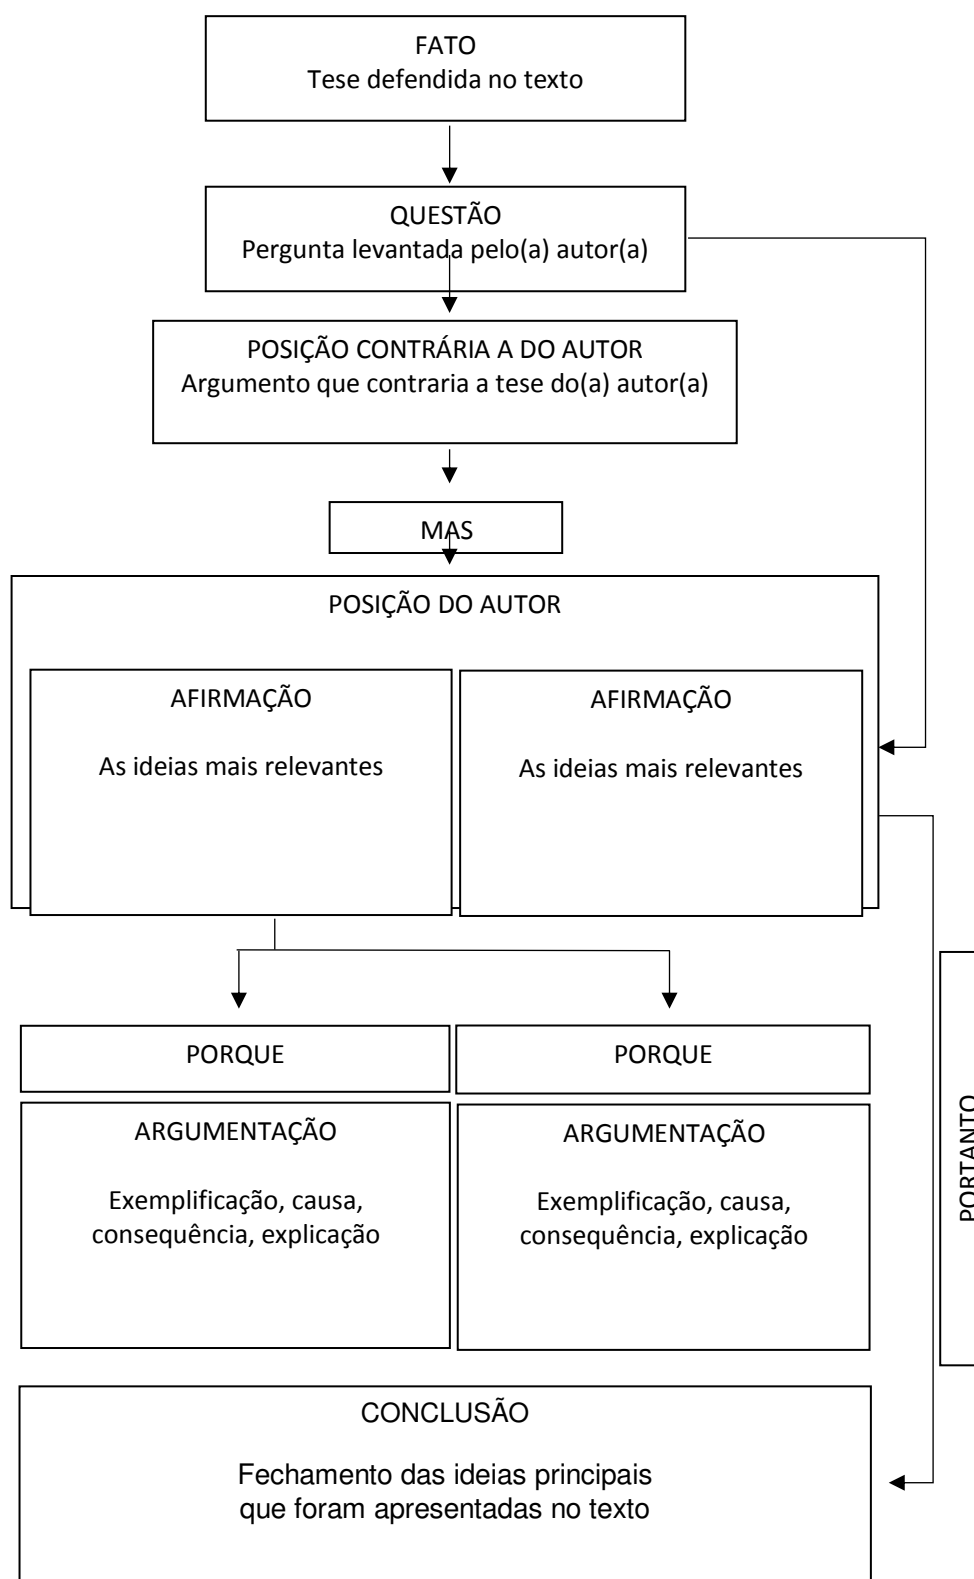 FATO
Tese defendida no texto
QUESTÃO
Pergunta levantada pelo(a) autor(a)
POSIÇÃO CONTRÁRIA A DO AUTOR
Argumento que contraria a tese do(a) autor(a)
MAS
POSIÇÃO DO AUTOR
AFIRMAÇÃO
As ideias mais relevantes
AFIRMAÇÃO
As ideias mais relevantes
PORQUE
PORQUE
ARGUMENTAÇÃO
Exemplificação, causa,
consequência, explicação
ARGUMENTAÇÃO
Exemplificação, causa,
consequência, explicação
PORTANTO
CONCLUSÃO
Fechamento das ideias principais
que foram apresentadas no texto